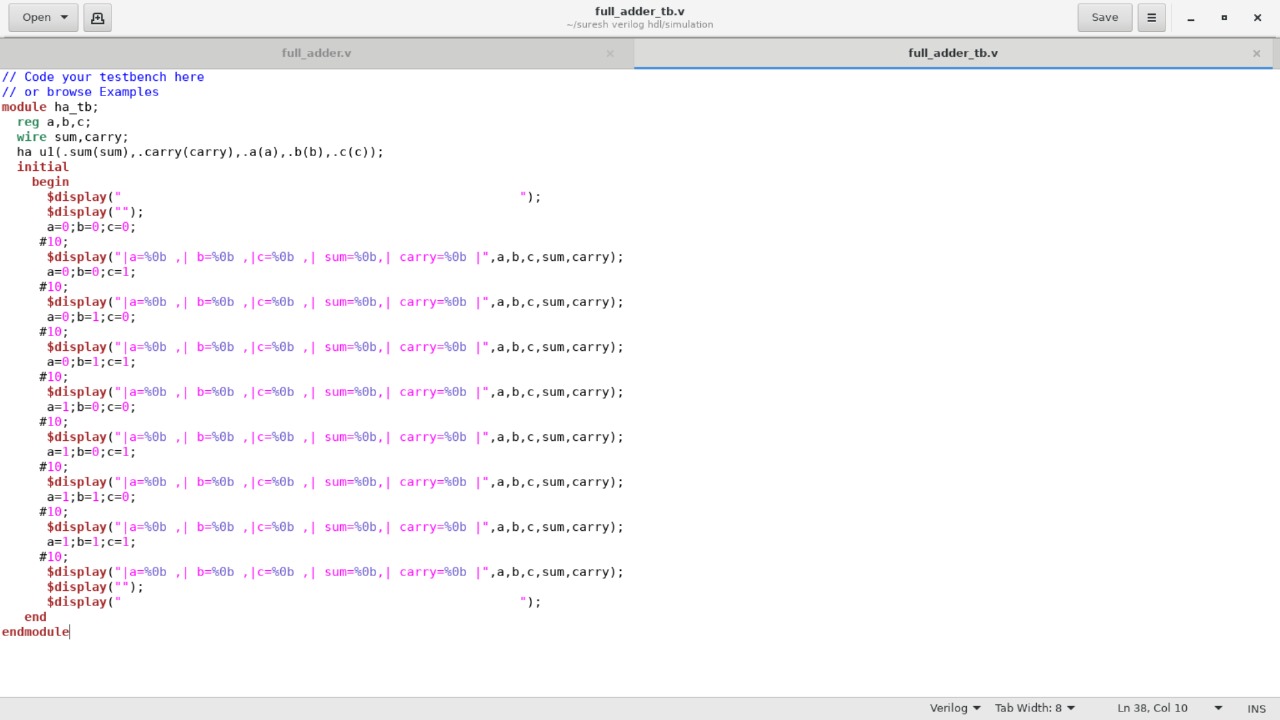 Open
full_adder_tb.v
~/suresh verilog hdl/simulation
Save
full_adder.v
full_adder_tb.v
// Code your testbench here
// or browse Examples
module ha_tb;
  reg a,b,c;
  wire sum,carry;
  ha u1(.sum(sum),.carry(carry),.a(a),.b(b),.c(c));
  initial
    begin
      $display("                                                     ");
      $display("");
      a=0;b=0;c=0;
     #10;
      $display("|a=%0b ,| b=%0b ,|c=%0b ,| sum=%0b,| carry=%0b |",a,b,c,sum,carry);
      a=0;b=0;c=1;
     #10;
      $display("|a=%0b ,| b=%0b ,|c=%0b ,| sum=%0b,| carry=%0b |",a,b,c,sum,carry);
      a=0;b=1;c=0;
     #10;
      $display("|a=%0b ,| b=%0b ,|c=%0b ,| sum=%0b,| carry=%0b |",a,b,c,sum,carry);
      a=0;b=1;c=1;
     #10;
      $display("|a=%0b ,| b=%0b ,|c=%0b ,| sum=%0b,| carry=%0b |",a,b,c,sum,carry);
      a=1;b=0;c=0;
     #10;
      $display("|a=%0b ,| b=%0b ,|c=%0b ,| sum=%0b,| carry=%0b |",a,b,c,sum,carry);
      a=1;b=0;c=1;
     #10;
      $display("|a=%0b ,| b=%0b ,|c=%0b ,| sum=%0b,| carry=%0b |",a,b,c,sum,carry);
      a=1;b=1;c=0;
     #10;
      $display("|a=%0b ,| b=%0b ,|c=%0b ,| sum=%0b,| carry=%0b |",a,b,c,sum,carry);
      a=1;b=1;c=1;
     #10;
      $display("|a=%0b ,| b=%0b ,|c=%0b ,| sum=%0b,| carry=%0b |",a,b,c,sum,carry);
      $display("");
      $display("                                                     ");
   end
endmodule
Verilog Tab Width: 8 Ln 38, Col 10 INS